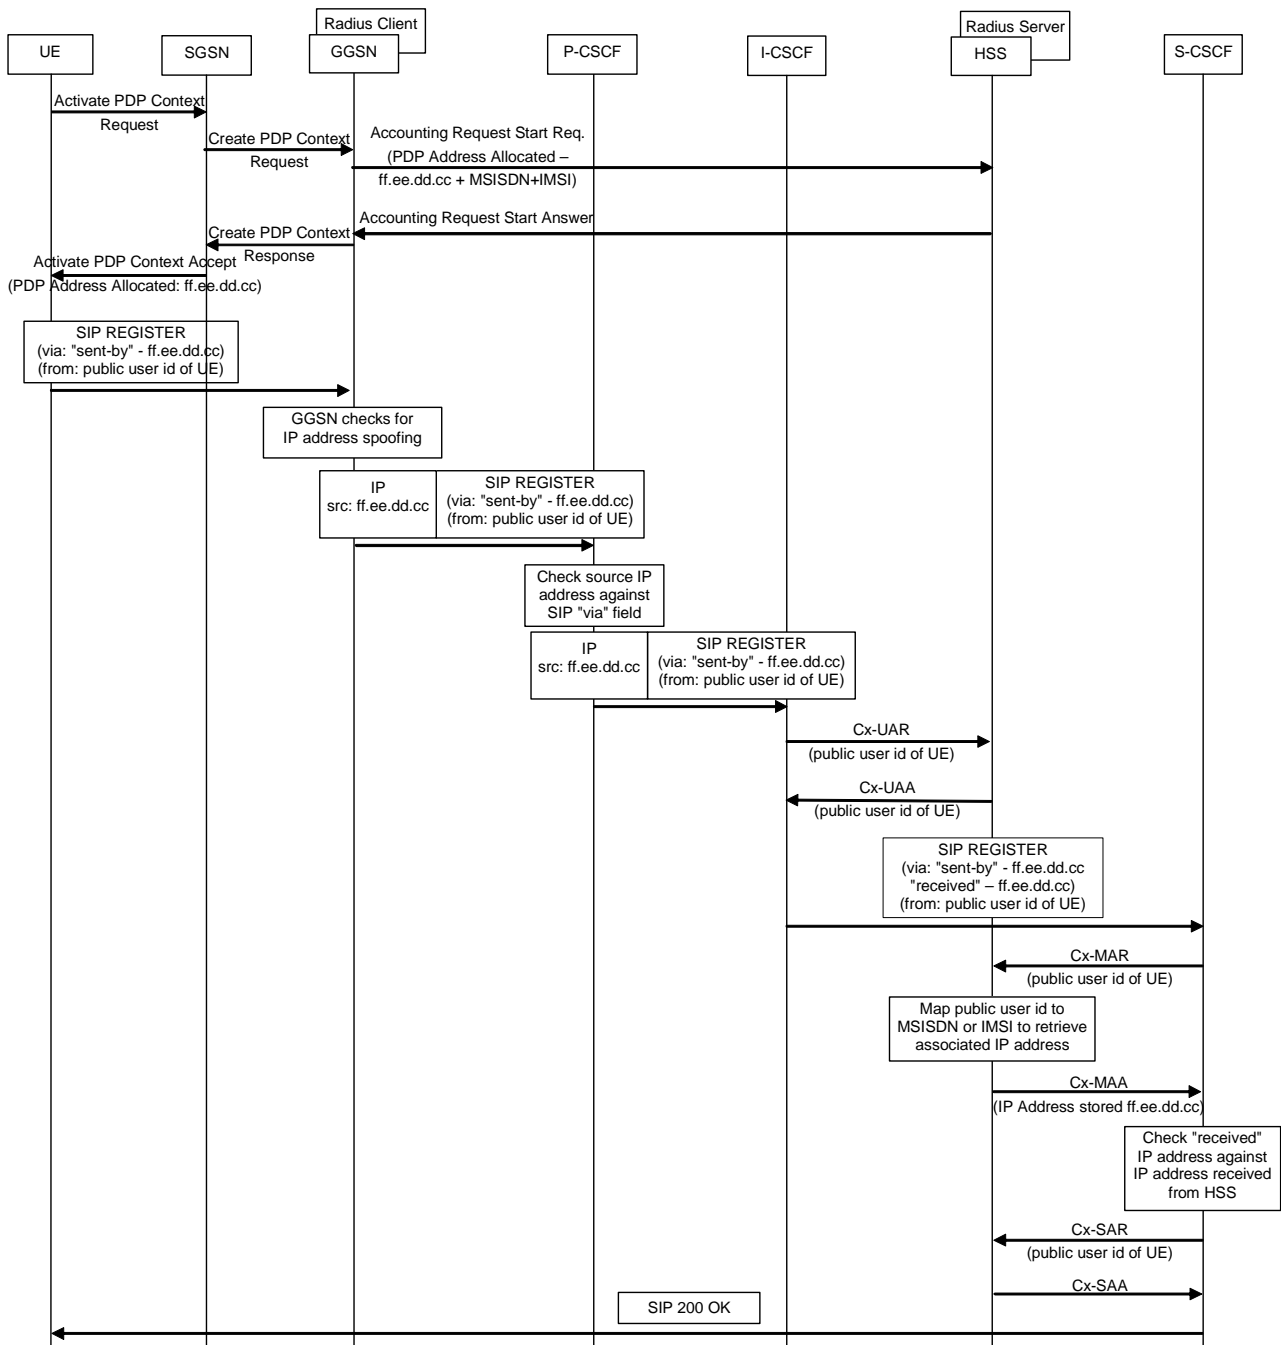 Radius Client
Radius Server
UE
SGSN
GGSN
P-CSCF
I-CSCF
HSS
S-CSCF
Activate PDP Context
Request
Create PDP Context
Request
Accounting Request Start Req.
(PDP Address Allocated –
ff.ee.dd.cc + MSISDN+IMSI)
Accounting Request Start Answer
Create PDP Context
Response
Activate PDP Context Accept
(PDP Address Allocated: ff.ee.dd.cc)
SIP REGISTER
(via: "sent-by" - ff.ee.dd.cc)
(from: public user id of UE)
GGSN checks for
IP address spoofing
IP
src: ff.ee.dd.cc
SIP REGISTER
(via: "sent-by" - ff.ee.dd.cc)
(from: public user id of UE)
Check source IP
address against
SIP "via" field
IP
src: ff.ee.dd.cc
SIP REGISTER
(via: "sent-by" - ff.ee.dd.cc)
(from: public user id of UE)
Cx-UAR
(public user id of UE)
Cx-UAA
(public user id of UE)
SIP REGISTER
(via: "sent-by" - ff.ee.dd.cc
"received" – ff.ee.dd.cc)
(from: public user id of UE)
Cx-MAR
(public user id of UE)
Map public user id to
MSISDN or IMSI to retrieve
associated IP address
Cx-MAA
(IP Address stored ff.ee.dd.cc)
Check "received"
IP address against
IP address received
from HSS
Cx-SAR
(public user id of UE)
Cx-SAA
SIP 200 OK